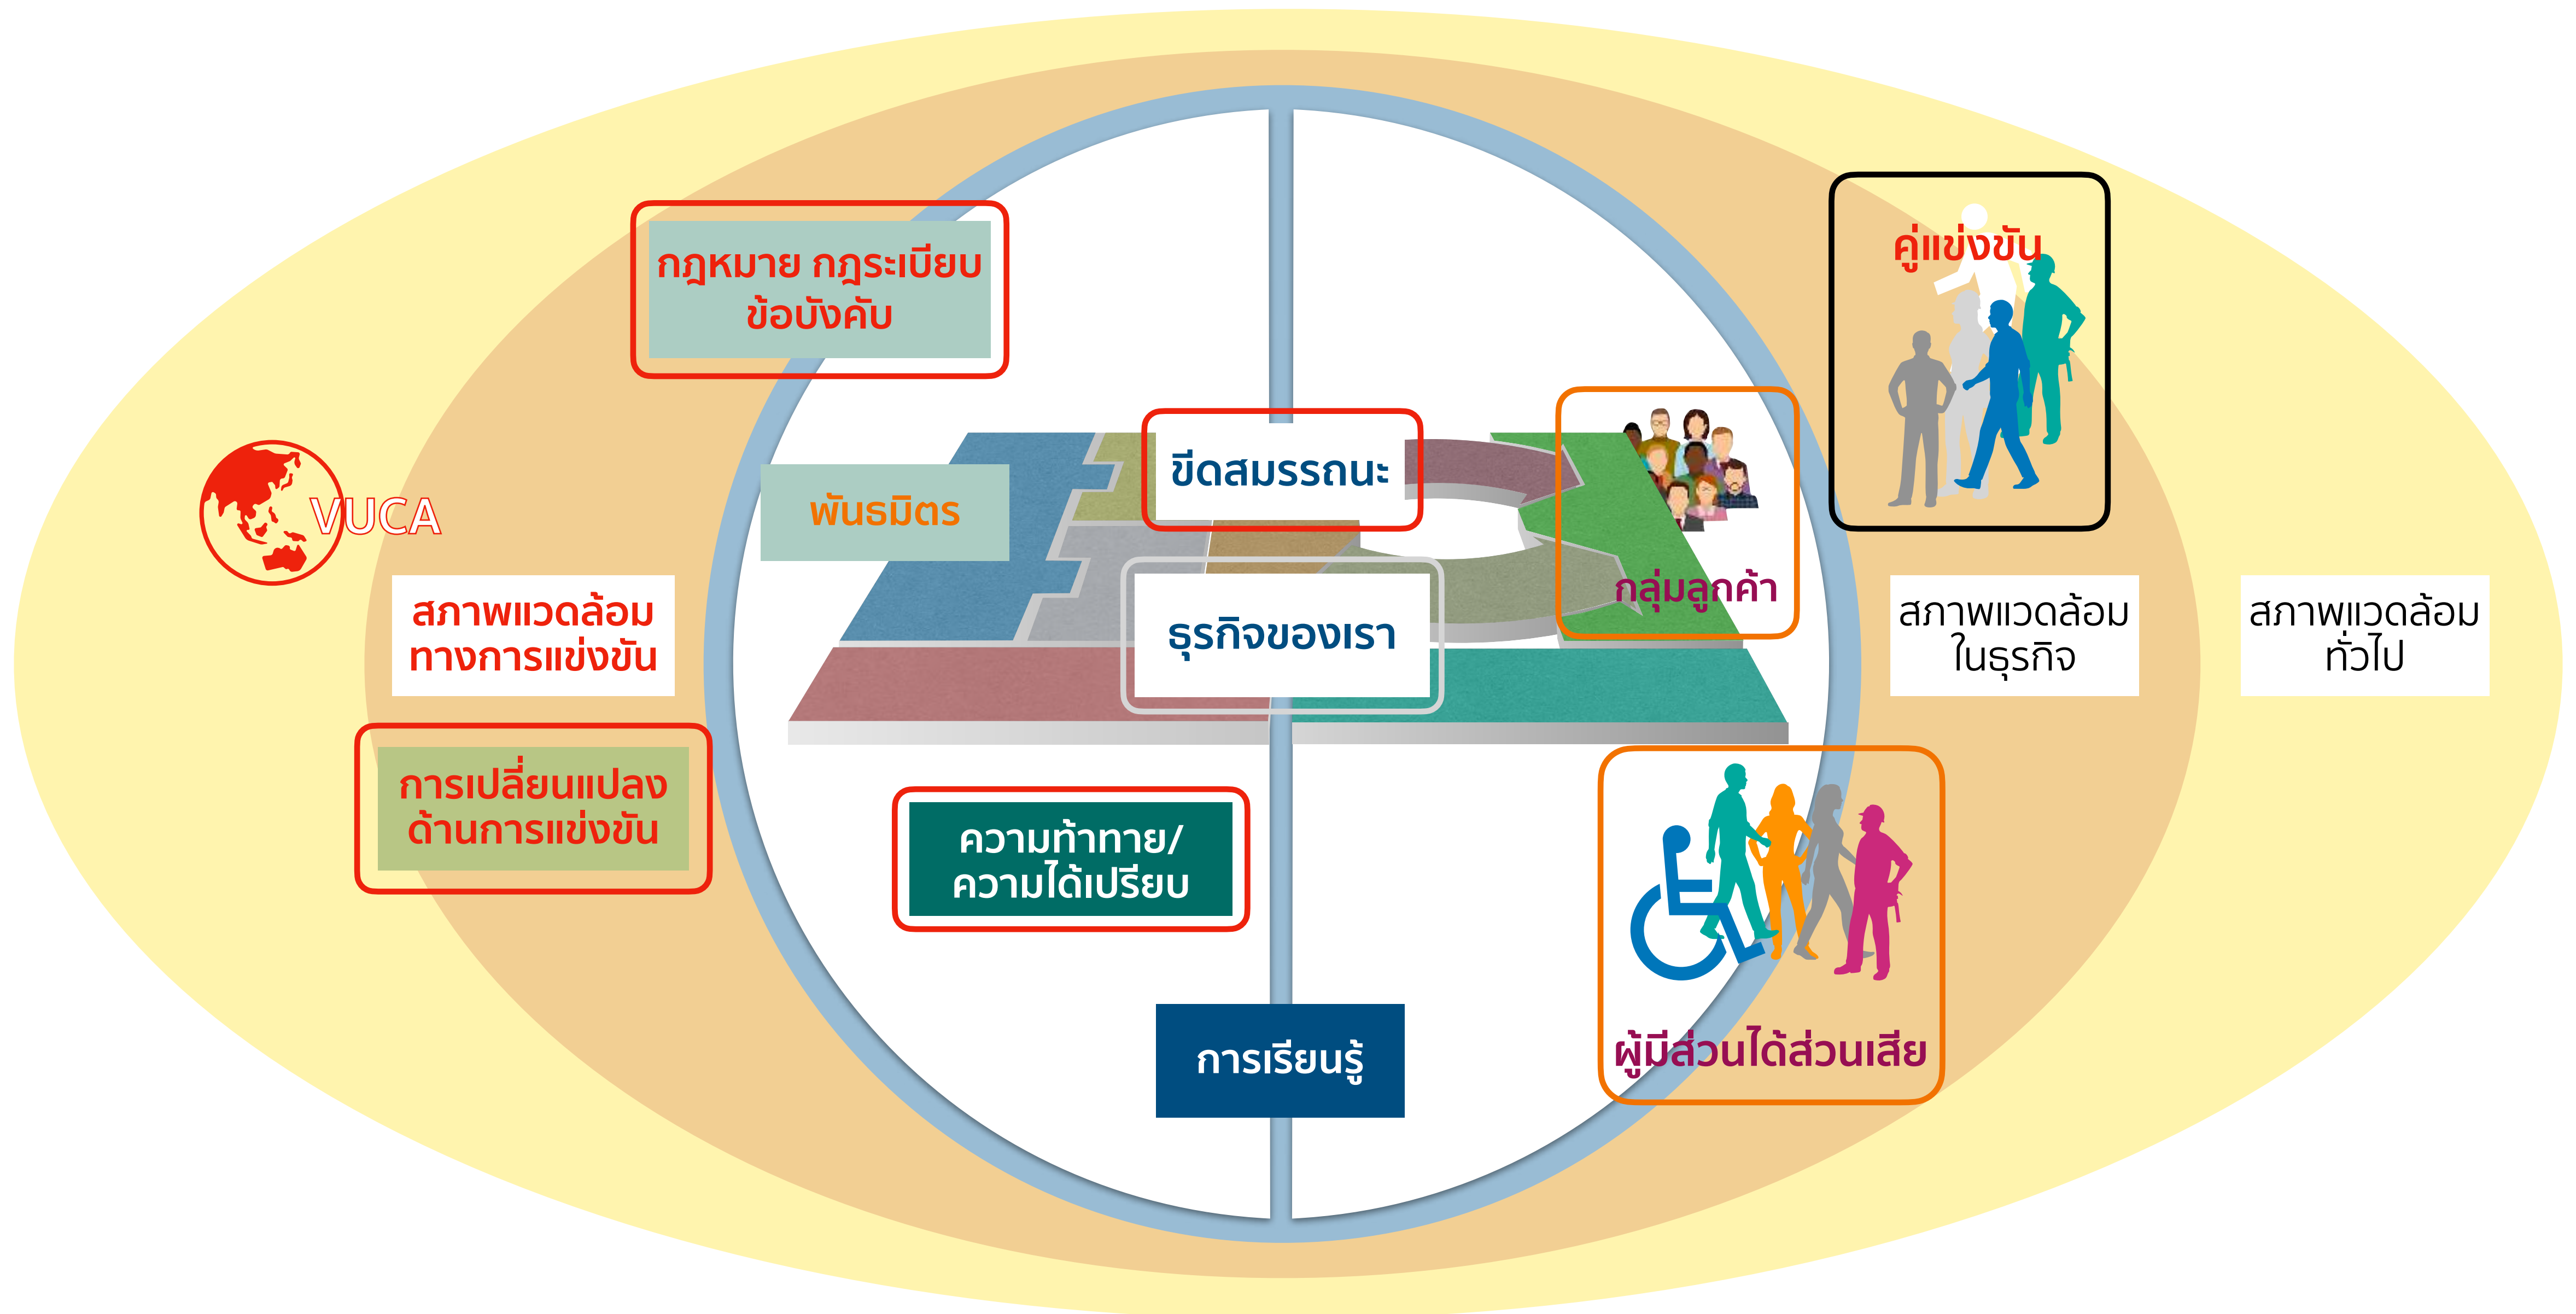 กฎหมาย กฎระเบียบ
ข้อบังคับ
คู่แข่งขัน
ขีดสมรรถนะ
พันธมิตร
VUCA
กลุ่มลูกค้า
สภาพแวดล้อม
ทางการแข่งขัน
ธุรกิจของเรา
สภาพแวดล้อม
ในธุรกิจ
สภาพแวดล้อม
ทั่วไป
การเปลี่ยนแปลง
ด้านการแข่งขัน
ความท้าทาย/
ความได้เปรียบ
การเรียนรู้
ผู้มีส่วนได้ส่วนเสีย